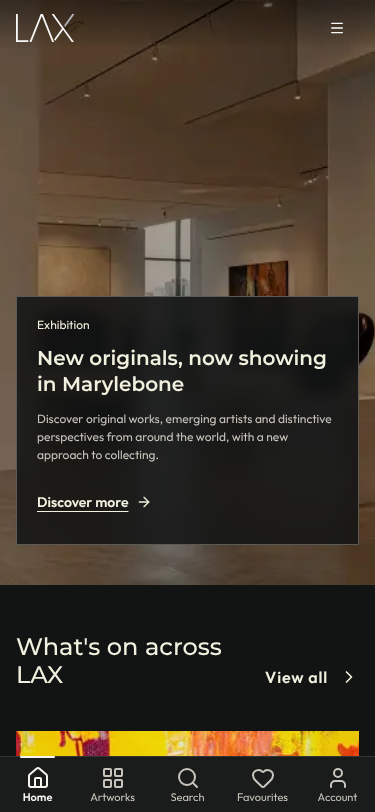 LAX
Exhibition
New originals, now showing
in Marylebone
Discover original works, emerging artists and distinctive
perspectives from around the world, with a new
approach to collecting.
Discover more
What's on across
LAX
View all
Home
Artworks
Search
Favourites
Account